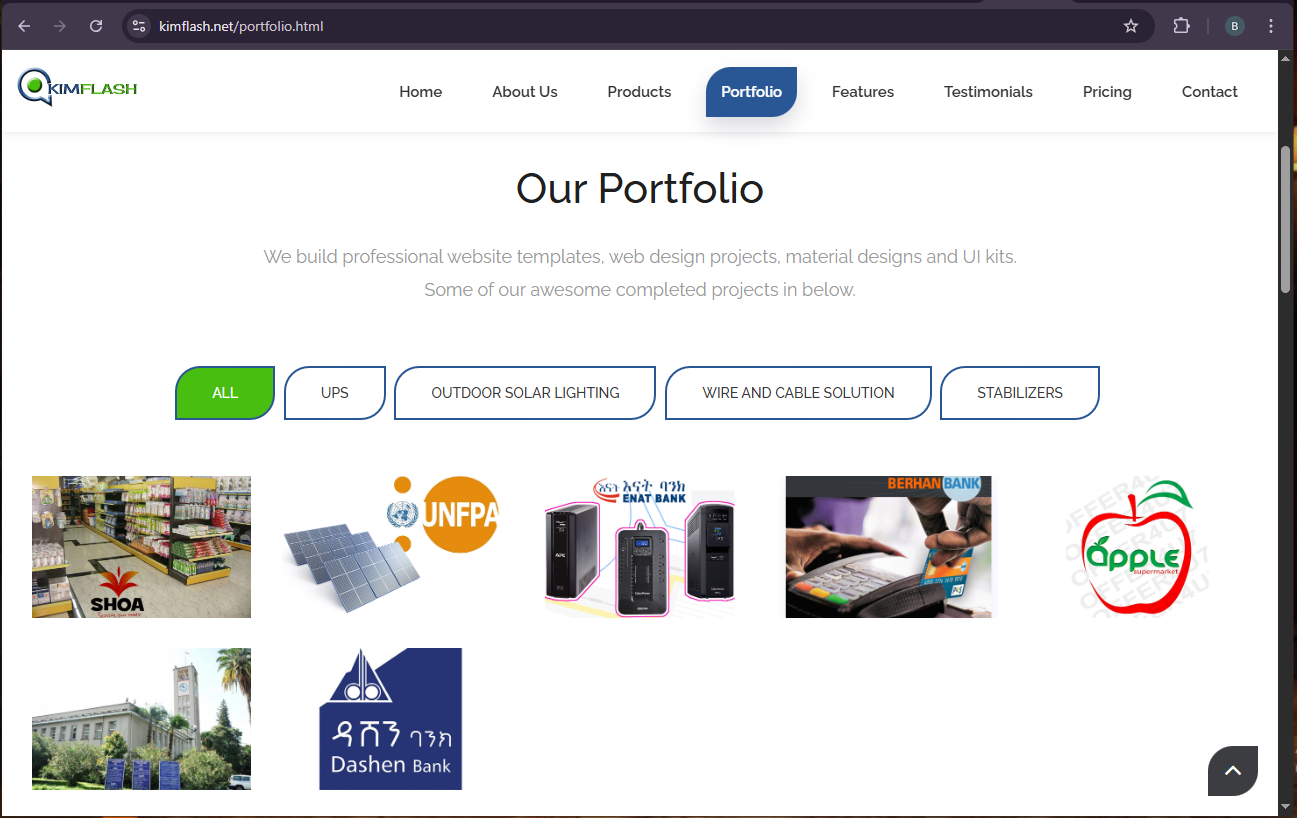 kimflash.net/portfolio.html
B
KIMFLASH
Home
About Us
Products
Portfolio
Features
Testimonials
Pricing
Contact
Our Portfolio
We build professional website templates, web design projects, material designs and UI kits.
Some of our awesome completed projects in below.
ALL
UPS
OUTDOOR SOLAR LIGHTING
WIRE AND CABLE SOLUTION
STABILIZERS
SHOA
UNFPA
እናት ባንክ
ENAT BANK
APC
BERHAN BANK
apple
supermarket
ዳሸን ባንክ
Dashen Bank